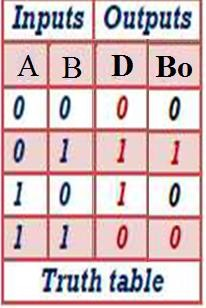 Inputs Outputs
A B D Bo
0 0 0 0
0 1 1 1
1 0 1 0
1 1 0 0
Truth table